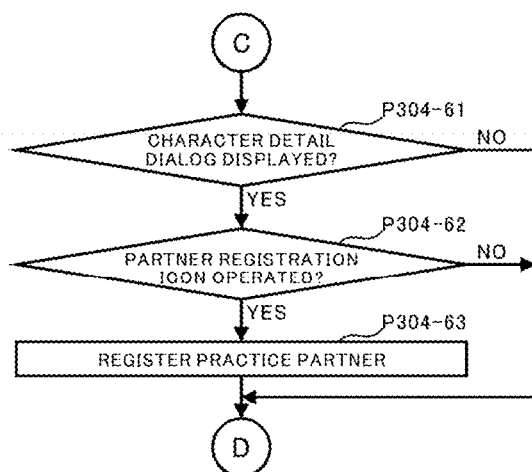 C
P304-61
CHARACTER DETAIL
DIALOG DISPLAYED?
NO
YES
P304-62
PARTNER REGISTRATION
ICON OPERATED?
NO
YES
P304-63
REGISTER PRACTICE PARTNER
D